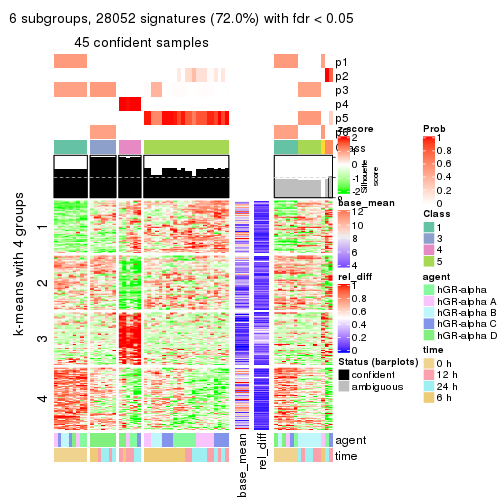 6 subgroups, 28052 signatures (72.0%) with fdr < 0.05
45 confident samples
p1
p2
p3
p4
p5
p6
Class
Silhouette
score
k-means with 4 groups
1
2
3
4
base_mean
rel_diff
agent
time
z-score
2
1
0
-1
-2
base_mean
12
10
8
6
4
rel_diff
1
0.8
0.6
0.4
0.2
0
Status (barplots)
confident
ambiguous
Prob
1
0.8
0.6
0.4
0.2
0
Class
1
3
4
5
agent
hGR-alpha
hGR-alpha A
hGR-alpha B
hGR-alpha C
hGR-alpha D
time
0 h
12 h
24 h
6 h